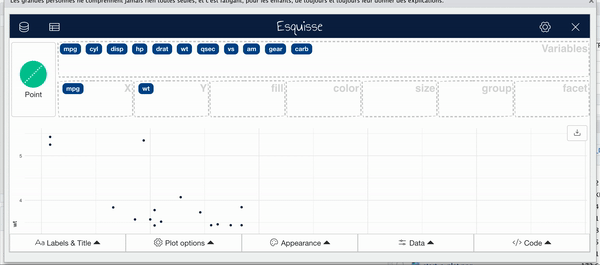 Les grandes personnes ne comprennent jamais rien toutes seules, et c'est fatigant, pour les enfants, de toujours et toujours leur donner des explications.
Esquisse
mpg cyl disp hp drat wt qsec vs am gear carb
Variables
Point
mpg X
wt Y
fill
color
size
group
facet
5
4
wt
Aa Labels & Title
Plot options
Appearance
Data
</> Code